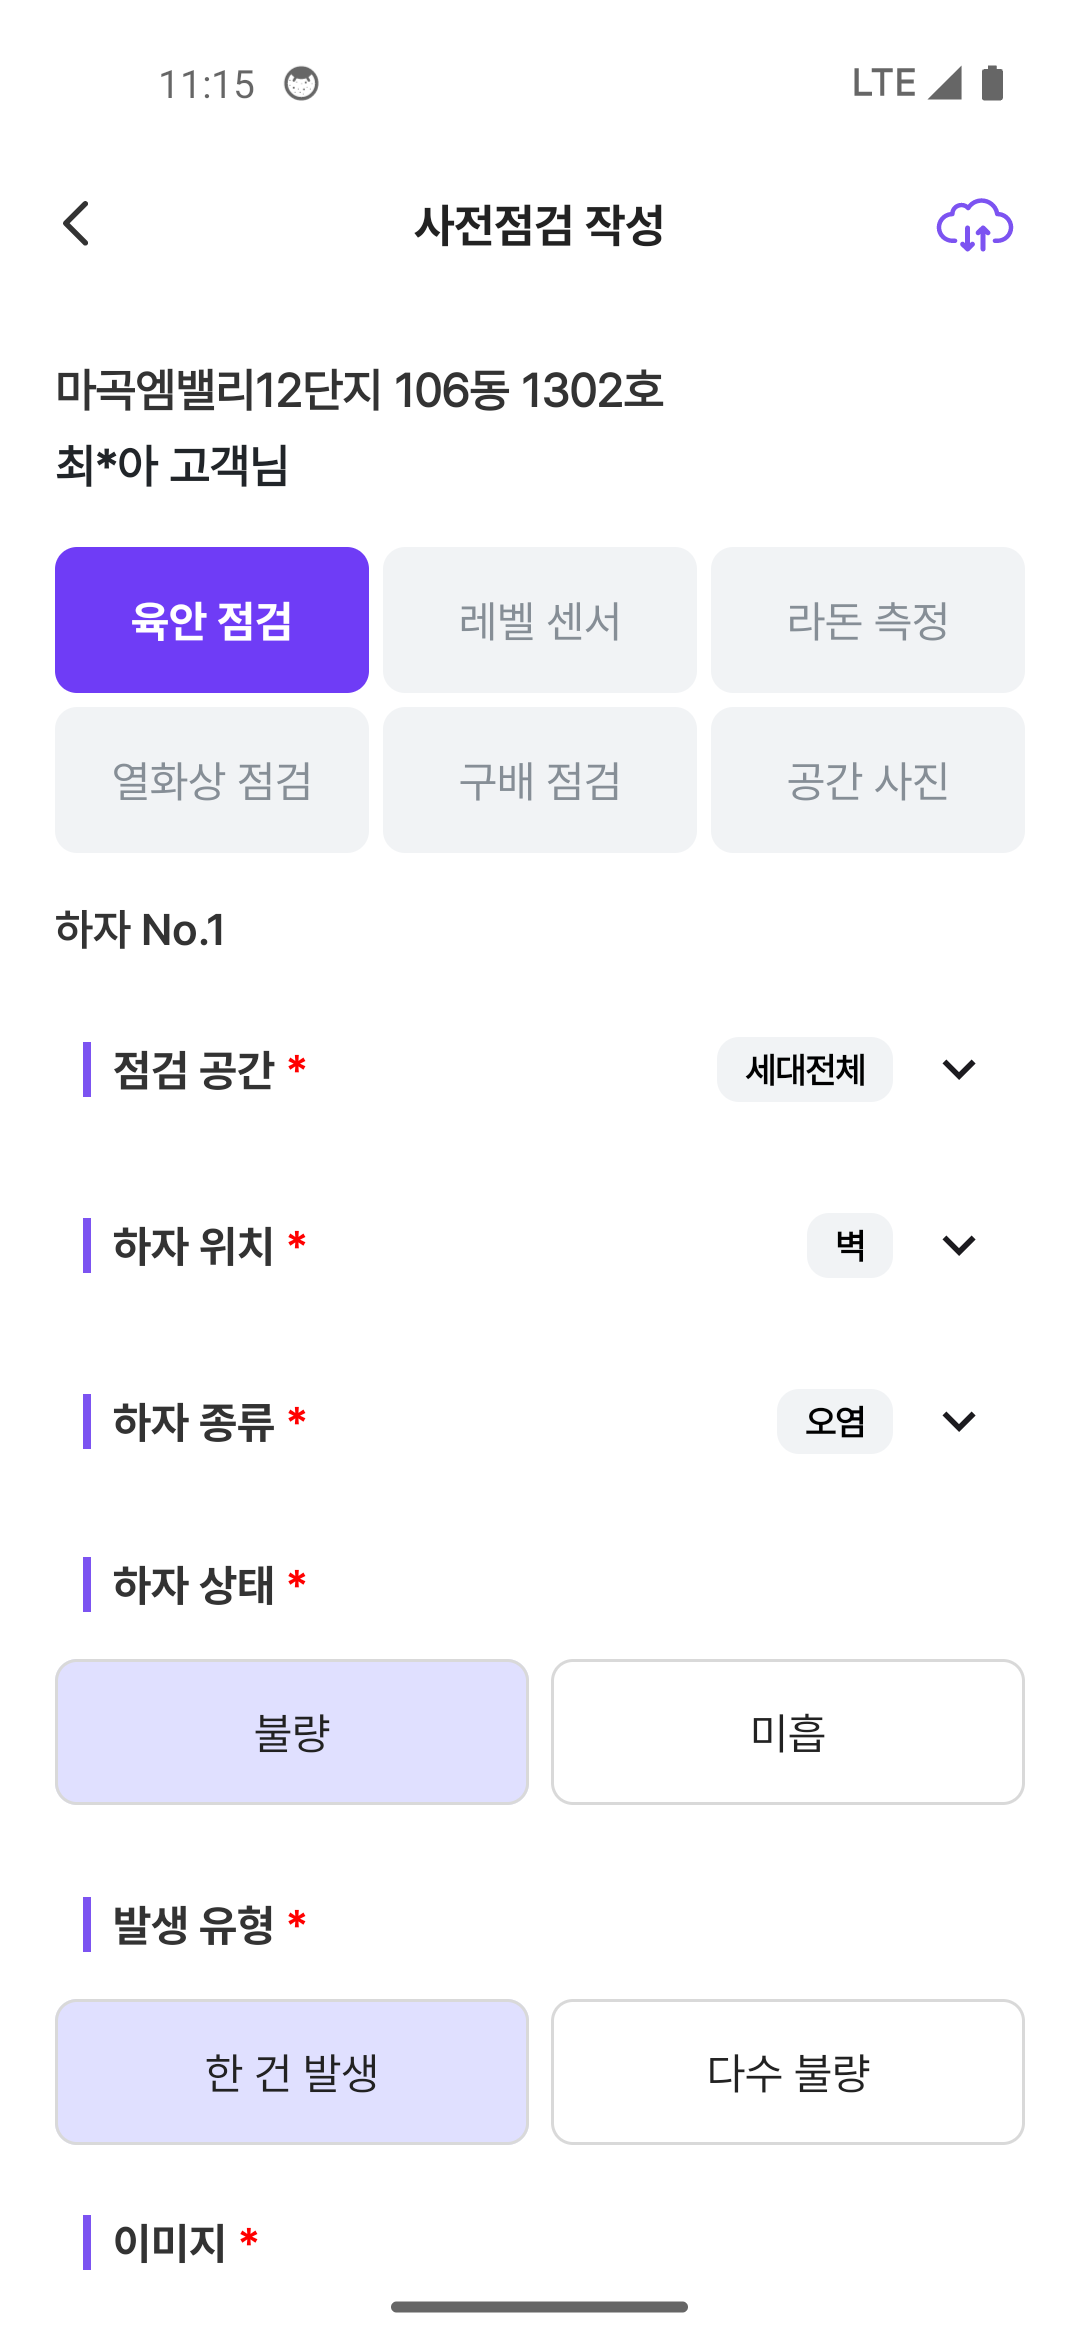 11:15 LTE
사전점검 작성
마곡엠밸리12단지 106동 1302호
최*아 고객님
육안 점검 레벨 센서 라돈 측정
열화상 점검 구배 점검 공간 사진
하자 No.1
점검 공간 * 세대전체
하자 위치 * 벽
하자 종류 * 오염
하자 상태 *
불량 미흡
발생 유형 *
한 건 발생 다수 불량
이미지 *